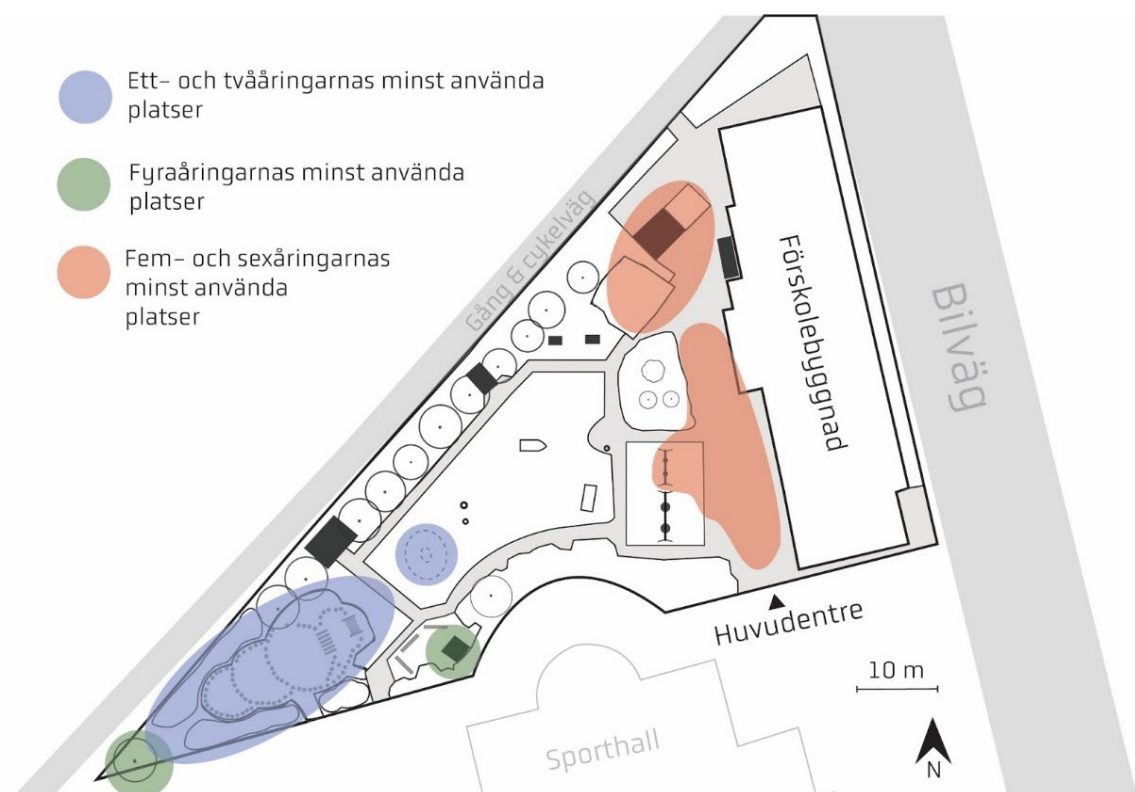 Ett- och tvååringarnas minst använda
platser
Fyraåringarnas minst använda
platser
Fem- och sexåringarnas
minst använda
platser
Gång & cykelväg
Förskolebyggnad
Bilväg
Huvudentre
10 m
Sporthall
N